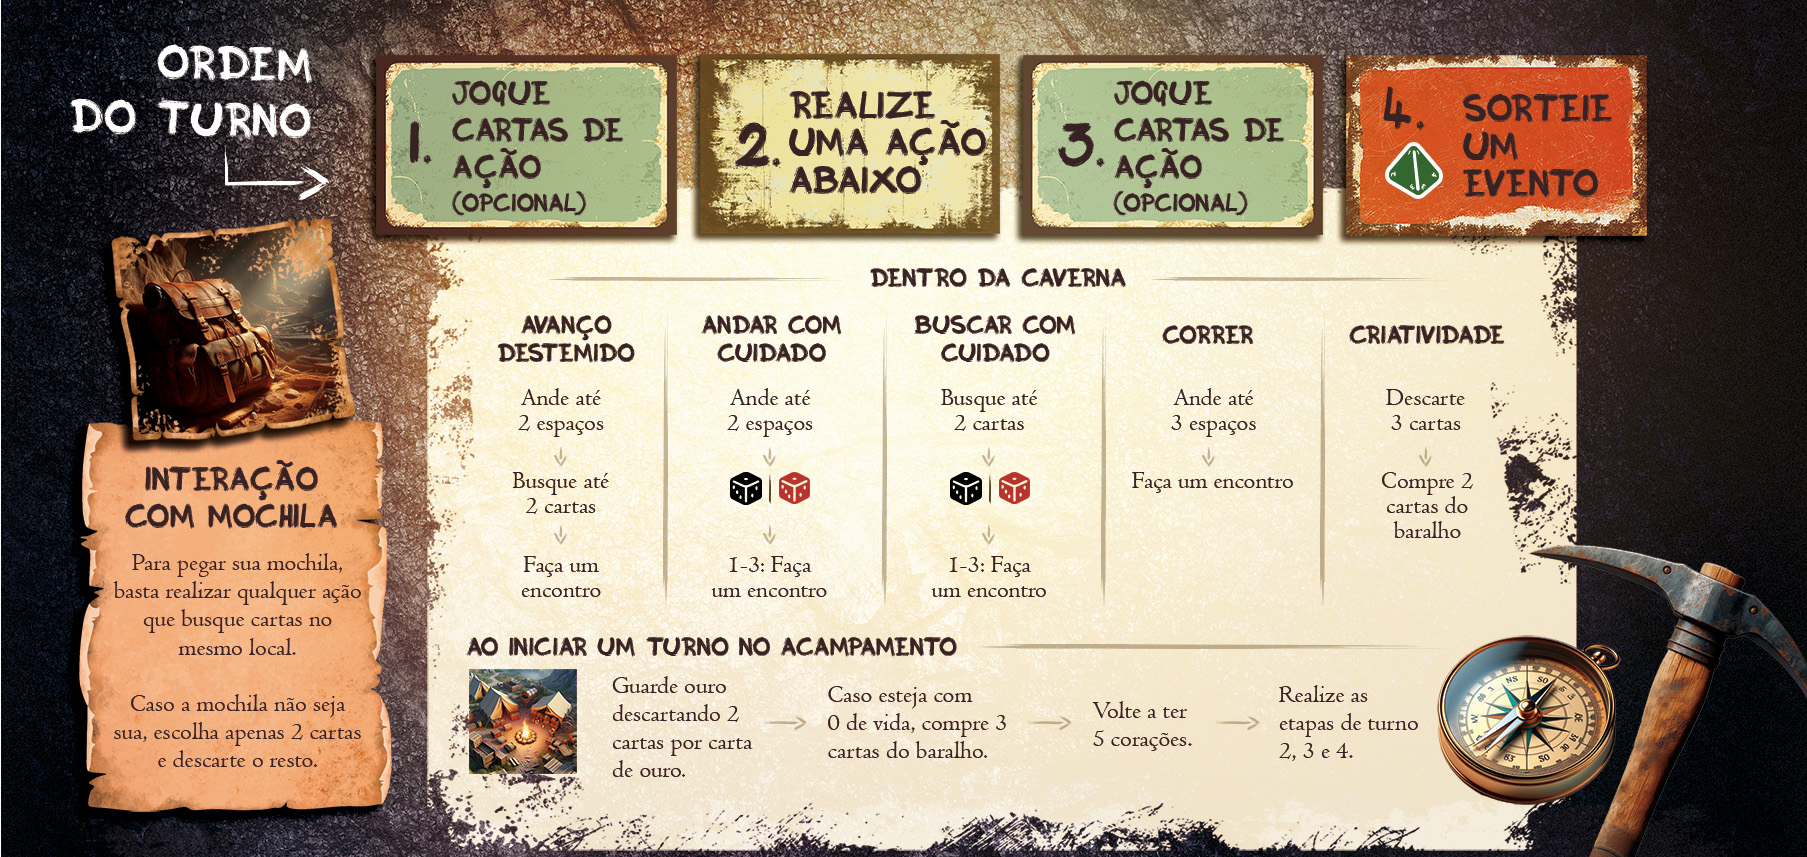 ORDEM
DO TURNO
1.
JOGUE
CARTAS DE
AÇÃO
(OPCIONAL)
2.
REALIZE
UMA AÇÃO
ABAIXO
3.
JOGUE
CARTAS DE
AÇÃO
(OPCIONAL)
4.
SORTEIE
UM
EVENTO
INTERAÇÃO
COM MOCHILA
Para pegar sua mochila,
basta realizar qualquer ação
que busque cartas no
mesmo local.
Caso a mochila não seja
sua, escolha apenas 2 cartas
e descarte o resto.
DENTRO DA CAVERNA
AVANÇO
DESTEMIDO
Ande até
2 espaços
Busque até
2 cartas
Faça um
encontro
ANDAR COM
CUIDADO
Ande até
2 espaços
1-3: Faça
um encontro
BUSCAR COM
CUIDADO
Busque até
2 cartas
1-3: Faça
um encontro
CORRER
Ande até
3 espaços
Faça um encontro
CRIATIVIDADE
Descarte
3 cartas
Compre 2
cartas do
baralho
AO INICIAR UM TURNO NO ACAMPAMENTO
Guarde ouro
descartando 2
cartas por carta
de ouro.
Caso esteja com
0 de vida, compre 3
cartas do baralho.
Volte a ter
5 corações.
Realize as
etapas de turno
2, 3 e 4.